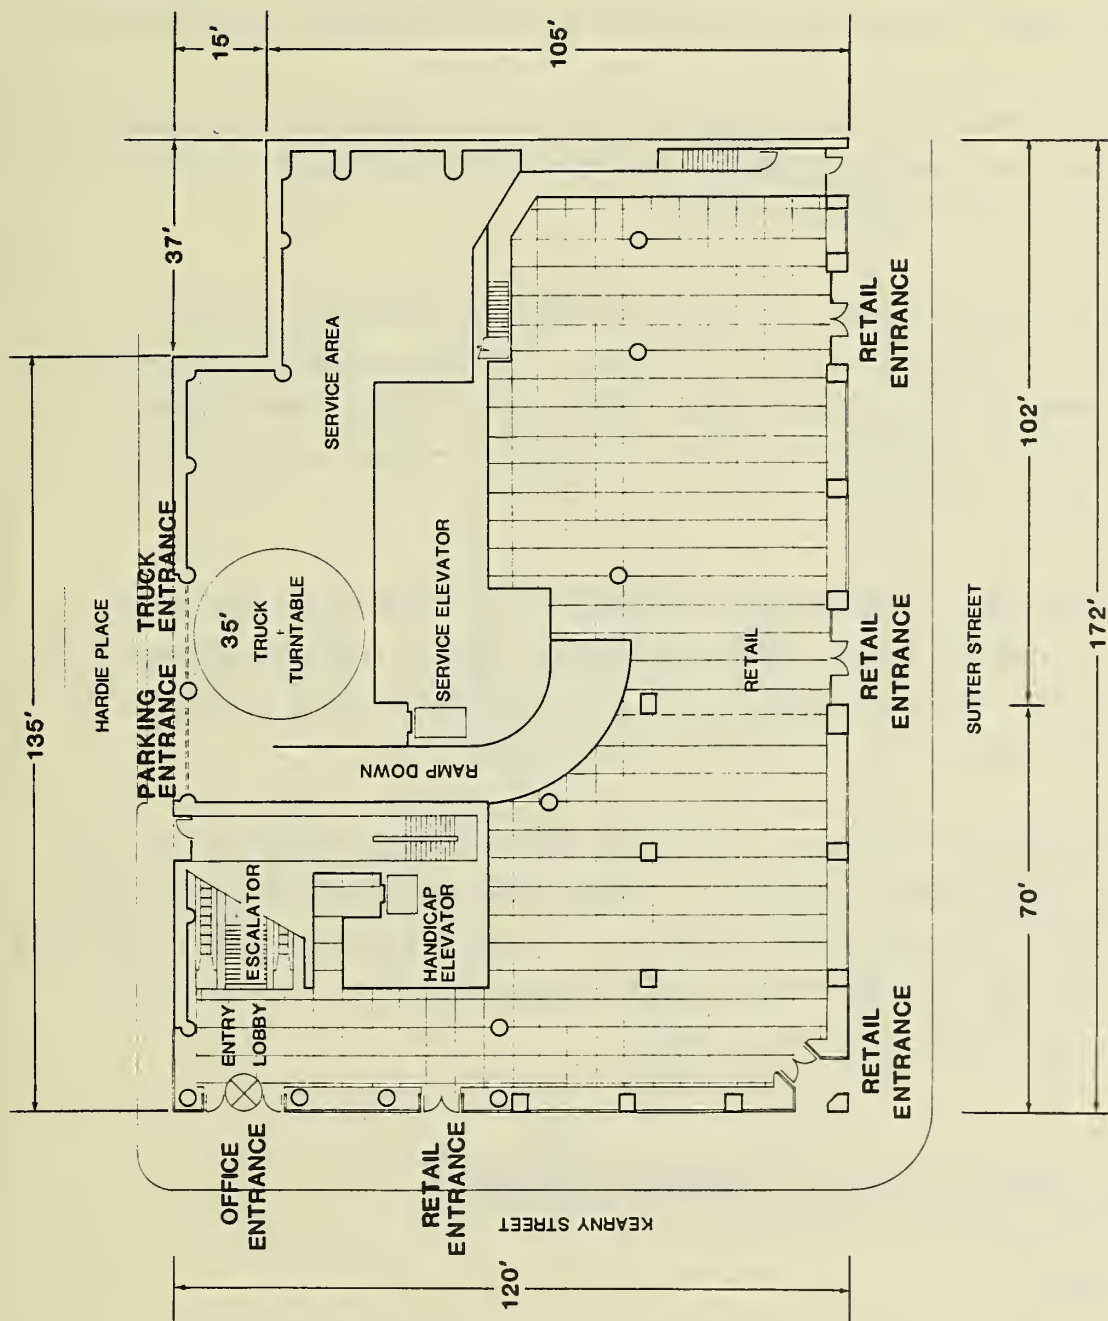 135'
37'
15'
105'
HARDIE PLACE
PARKING
ENTRANCE
TRUCK
ENTRANCE
35'
TRUCK
TURNTABLE
SERVICE AREA
SERVICE ELEVATOR
RAMP DOWN
ESCALATOR
HANDICAP
ELEVATOR
ENTRY
LOBBY
RETAIL
OFFICE
ENTRANCE
RETAIL
ENTRANCE
KEARNY STREET
RETAIL
ENTRANCE
RETAIL
ENTRANCE
RETAIL
ENTRANCE
SUTTER STREET
120'
70'
102'
172'